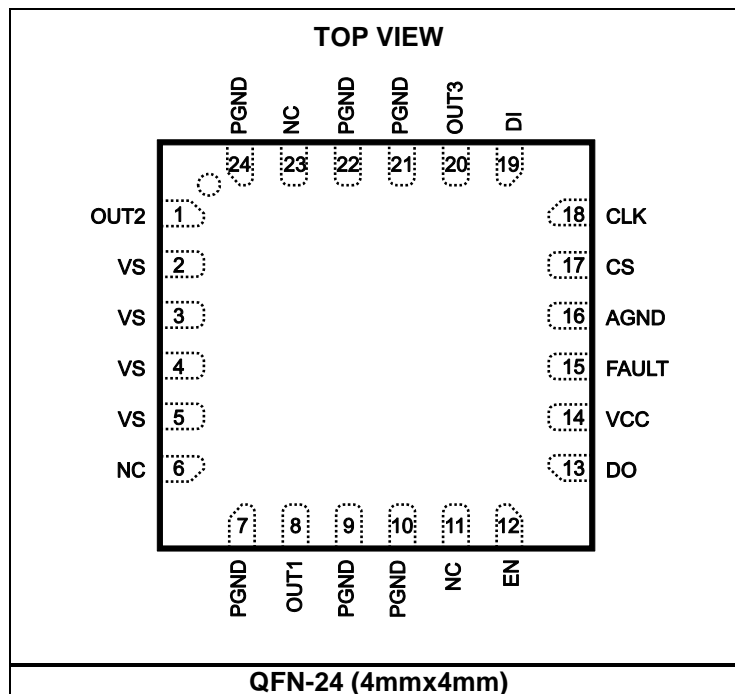 TOP VIEW
PGND NC PGND PGND OUT3 DI
24 23 22 21 20 19
OUT2 1 18 CLK
VS 2 17 CS
VS 3 16 AGND
VS 4 15 FAULT
VS 5 14 VCC
NC 6 13 DO
7 8 9 10 11 12
PGND OUT1 PGND PGND NC EN
QFN-24 (4mmx4mm)